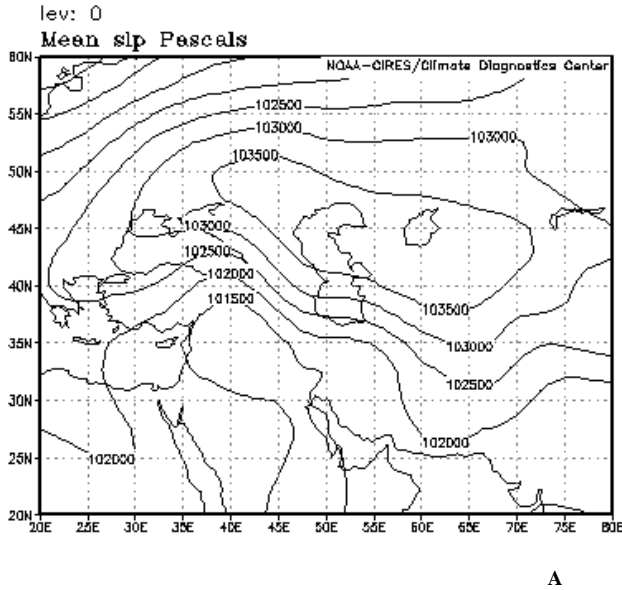 lev: 0
Mean slp Pascals
NOAA-CIRES/Climate Diagnostics Center
60N
55N
50N
45N
40N
35N
30N
25N
20N
102500
103000
103000
103500
103000
102500
102000
101500
103500
103000
102500
102000
102000
20E 25E 30E 35E 40E 45E 50E 55E 60E 65E 70E 75E 80E
A